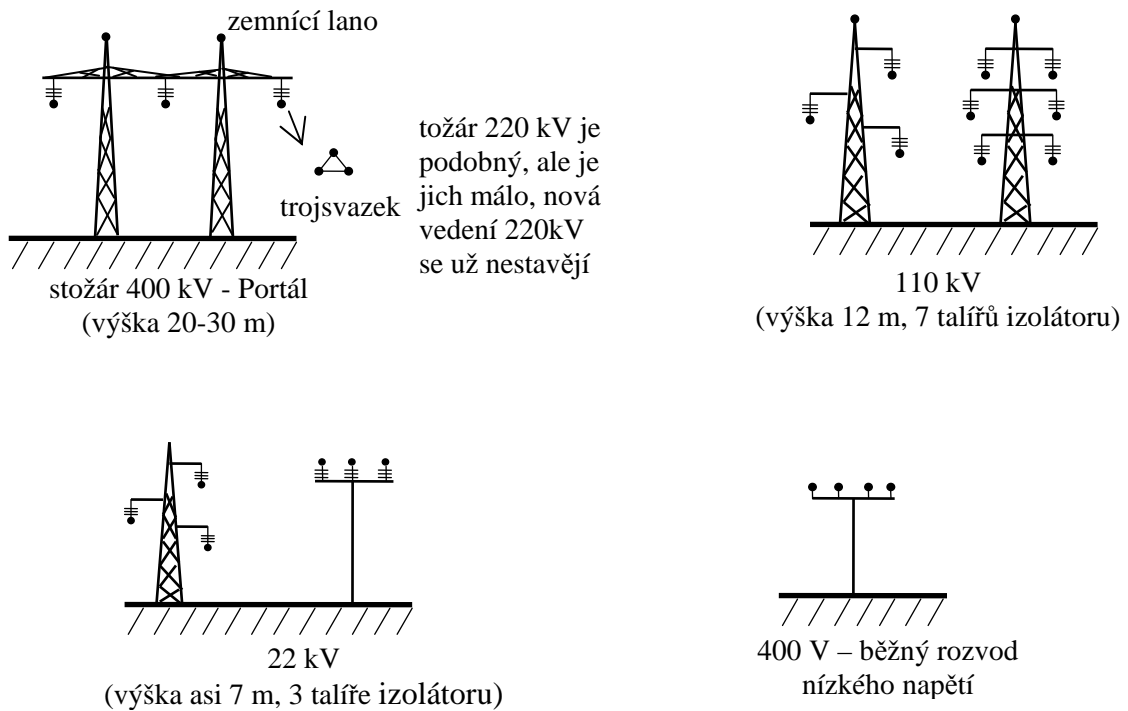 zemnící lano
trojsvazek
tožár 220 kV je
podobný, ale je
jich málo, nová
vedení 220kV
se už nestavějí
stožár 400 kV - Portál
(výška 20-30 m)
110 kV
(výška 12 m, 7 talířů izolátoru)
22 kV
(výška asi 7 m, 3 talíře izolátoru)
400 V – běžný rozvod
nízkého napětí